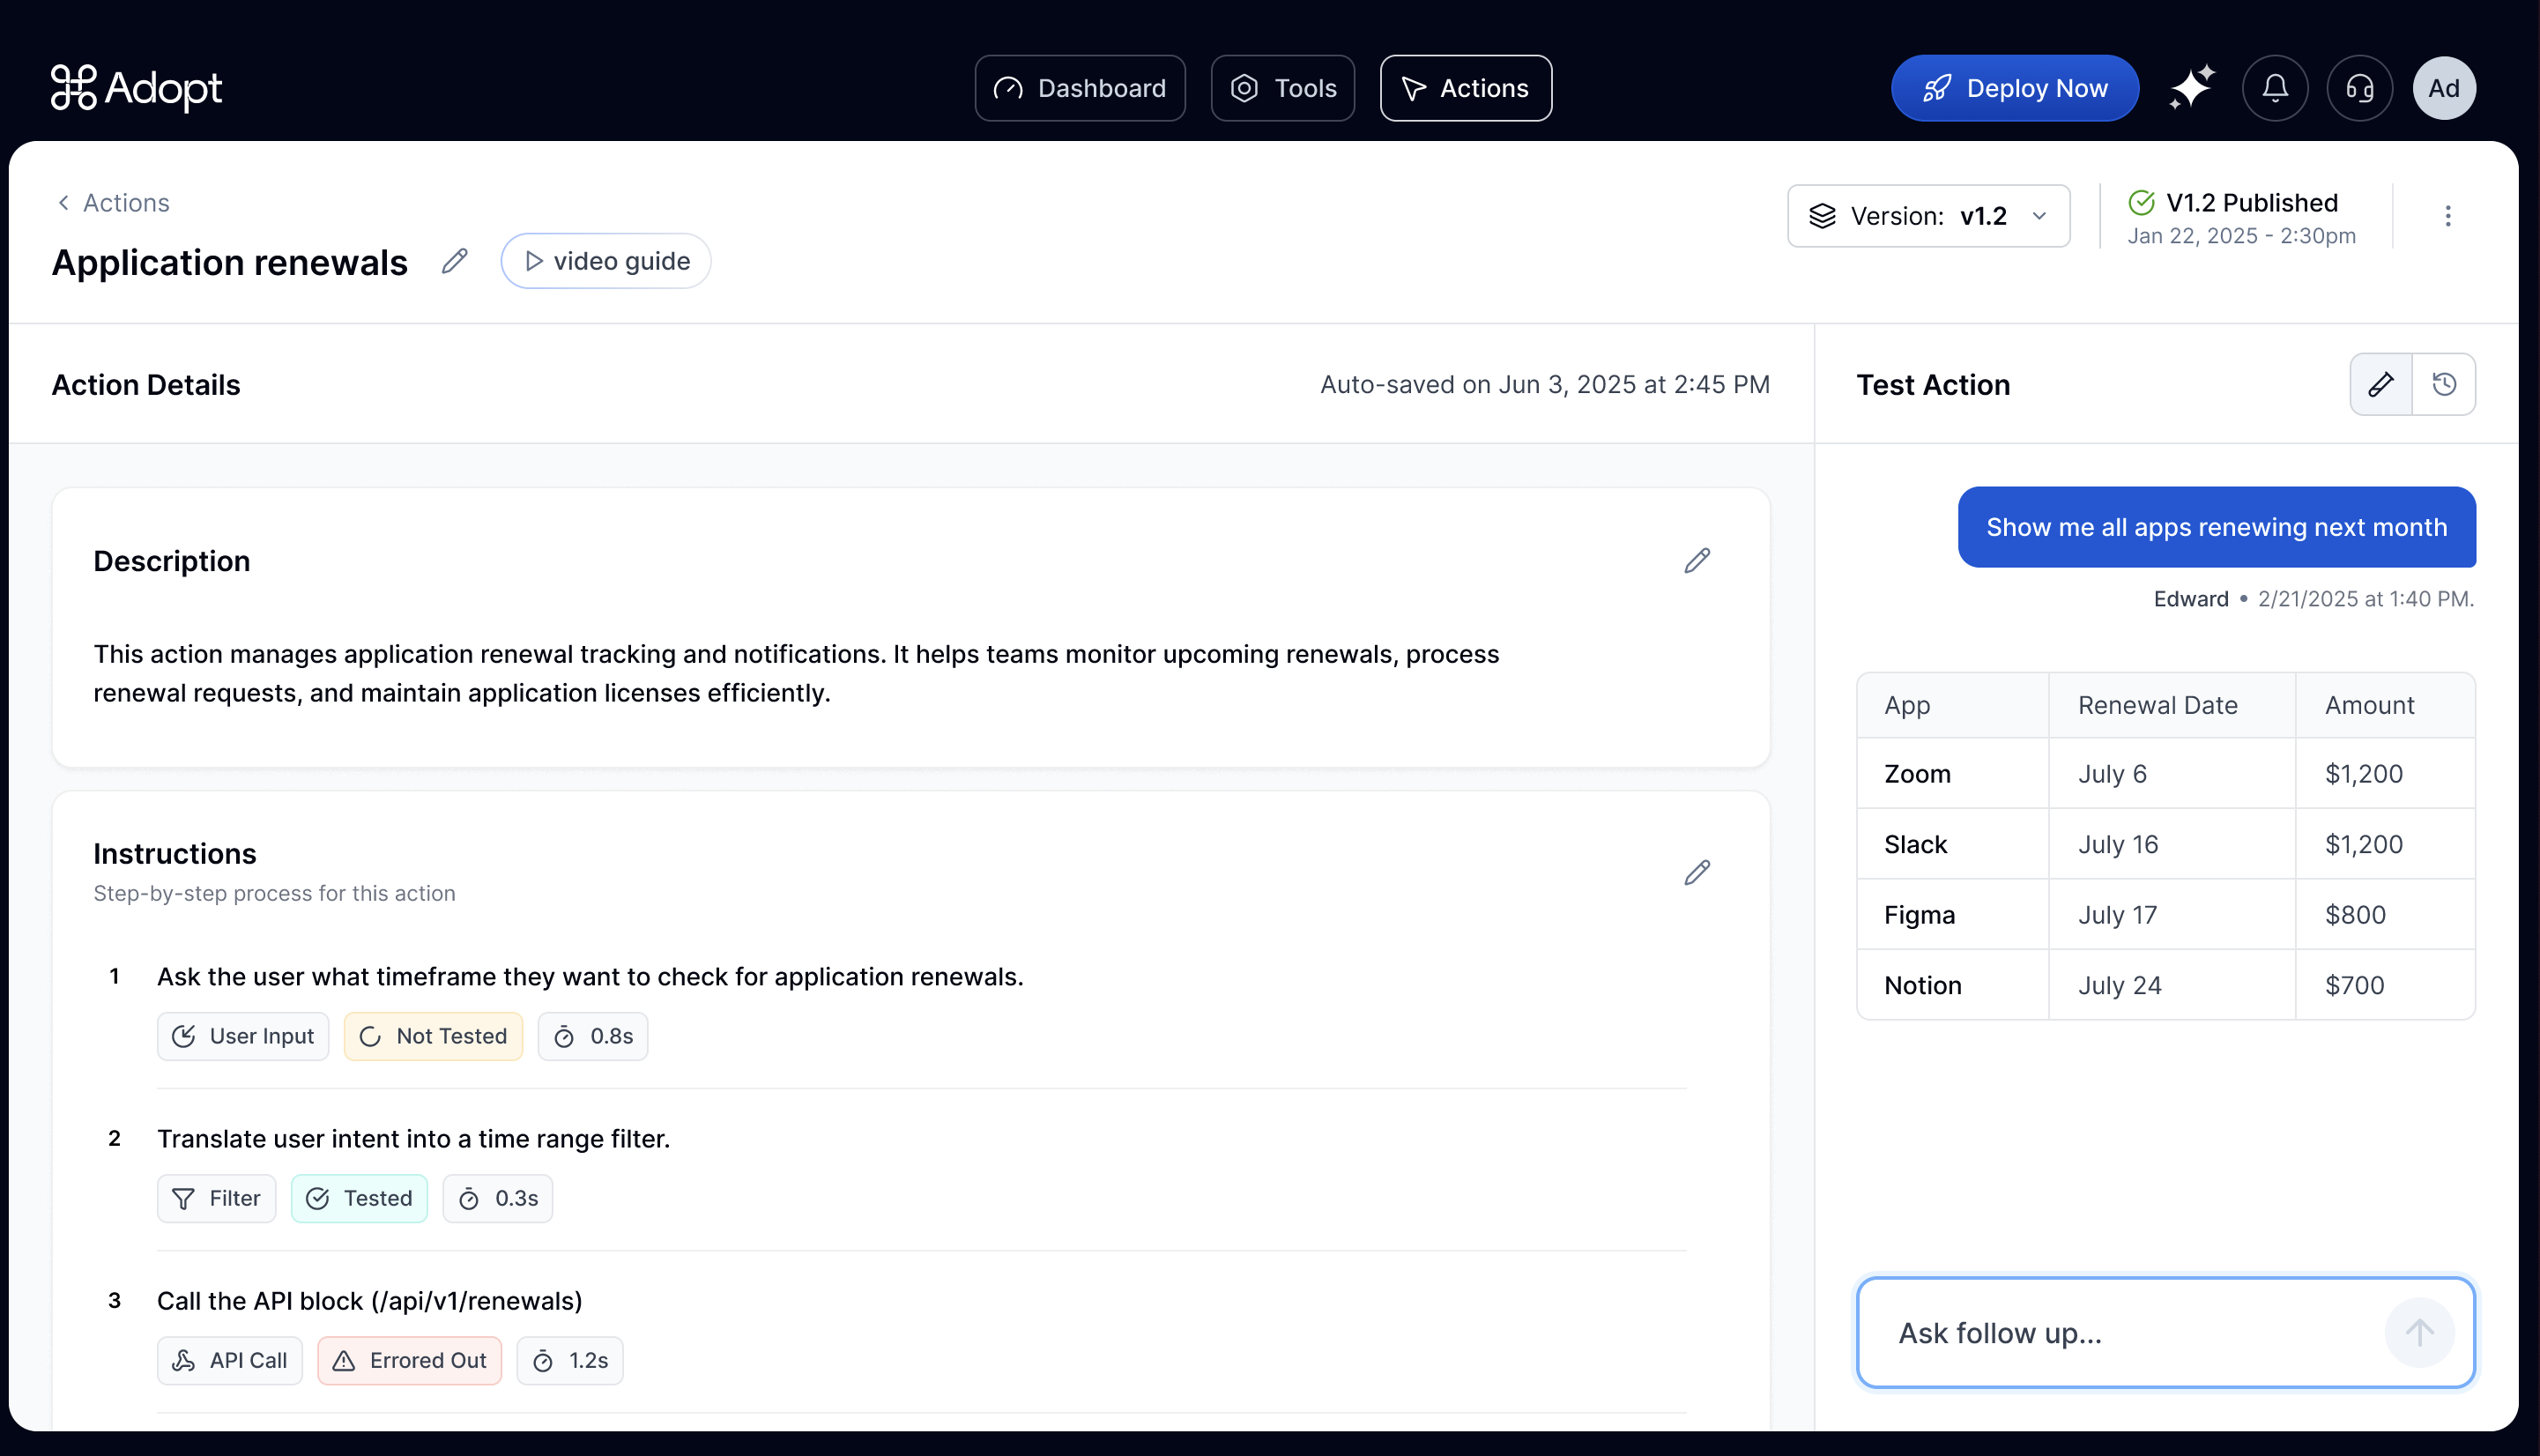 Adopt
Dashboard
Tools
Actions
Deploy Now
Ad
Actions
Application renewals
video guide
Version: v1.2
V1.2 Published
Jan 22, 2025 - 2:30pm
Action Details
Auto-saved on Jun 3, 2025 at 2:45 PM
Description
This action manages application renewal tracking and notifications. It helps teams monitor upcoming renewals, process
renewal requests, and maintain application licenses efficiently.
Instructions
Step-by-step process for this action
1 Ask the user what timeframe they want to check for application renewals.
User Input Not Tested 0.8s
2 Translate user intent into a time range filter.
Filter Tested 0.3s
3 Call the API block (/api/v1/renewals)
API Call Errored Out 1.2s
Test Action
Show me all apps renewing next month
Edward • 2/21/2025 at 1:40 PM.
App Renewal Date Amount
Zoom July 6 $1,200
Slack July 16 $1,200
Figma July 17 $800
Notion July 24 $700
Ask follow up...